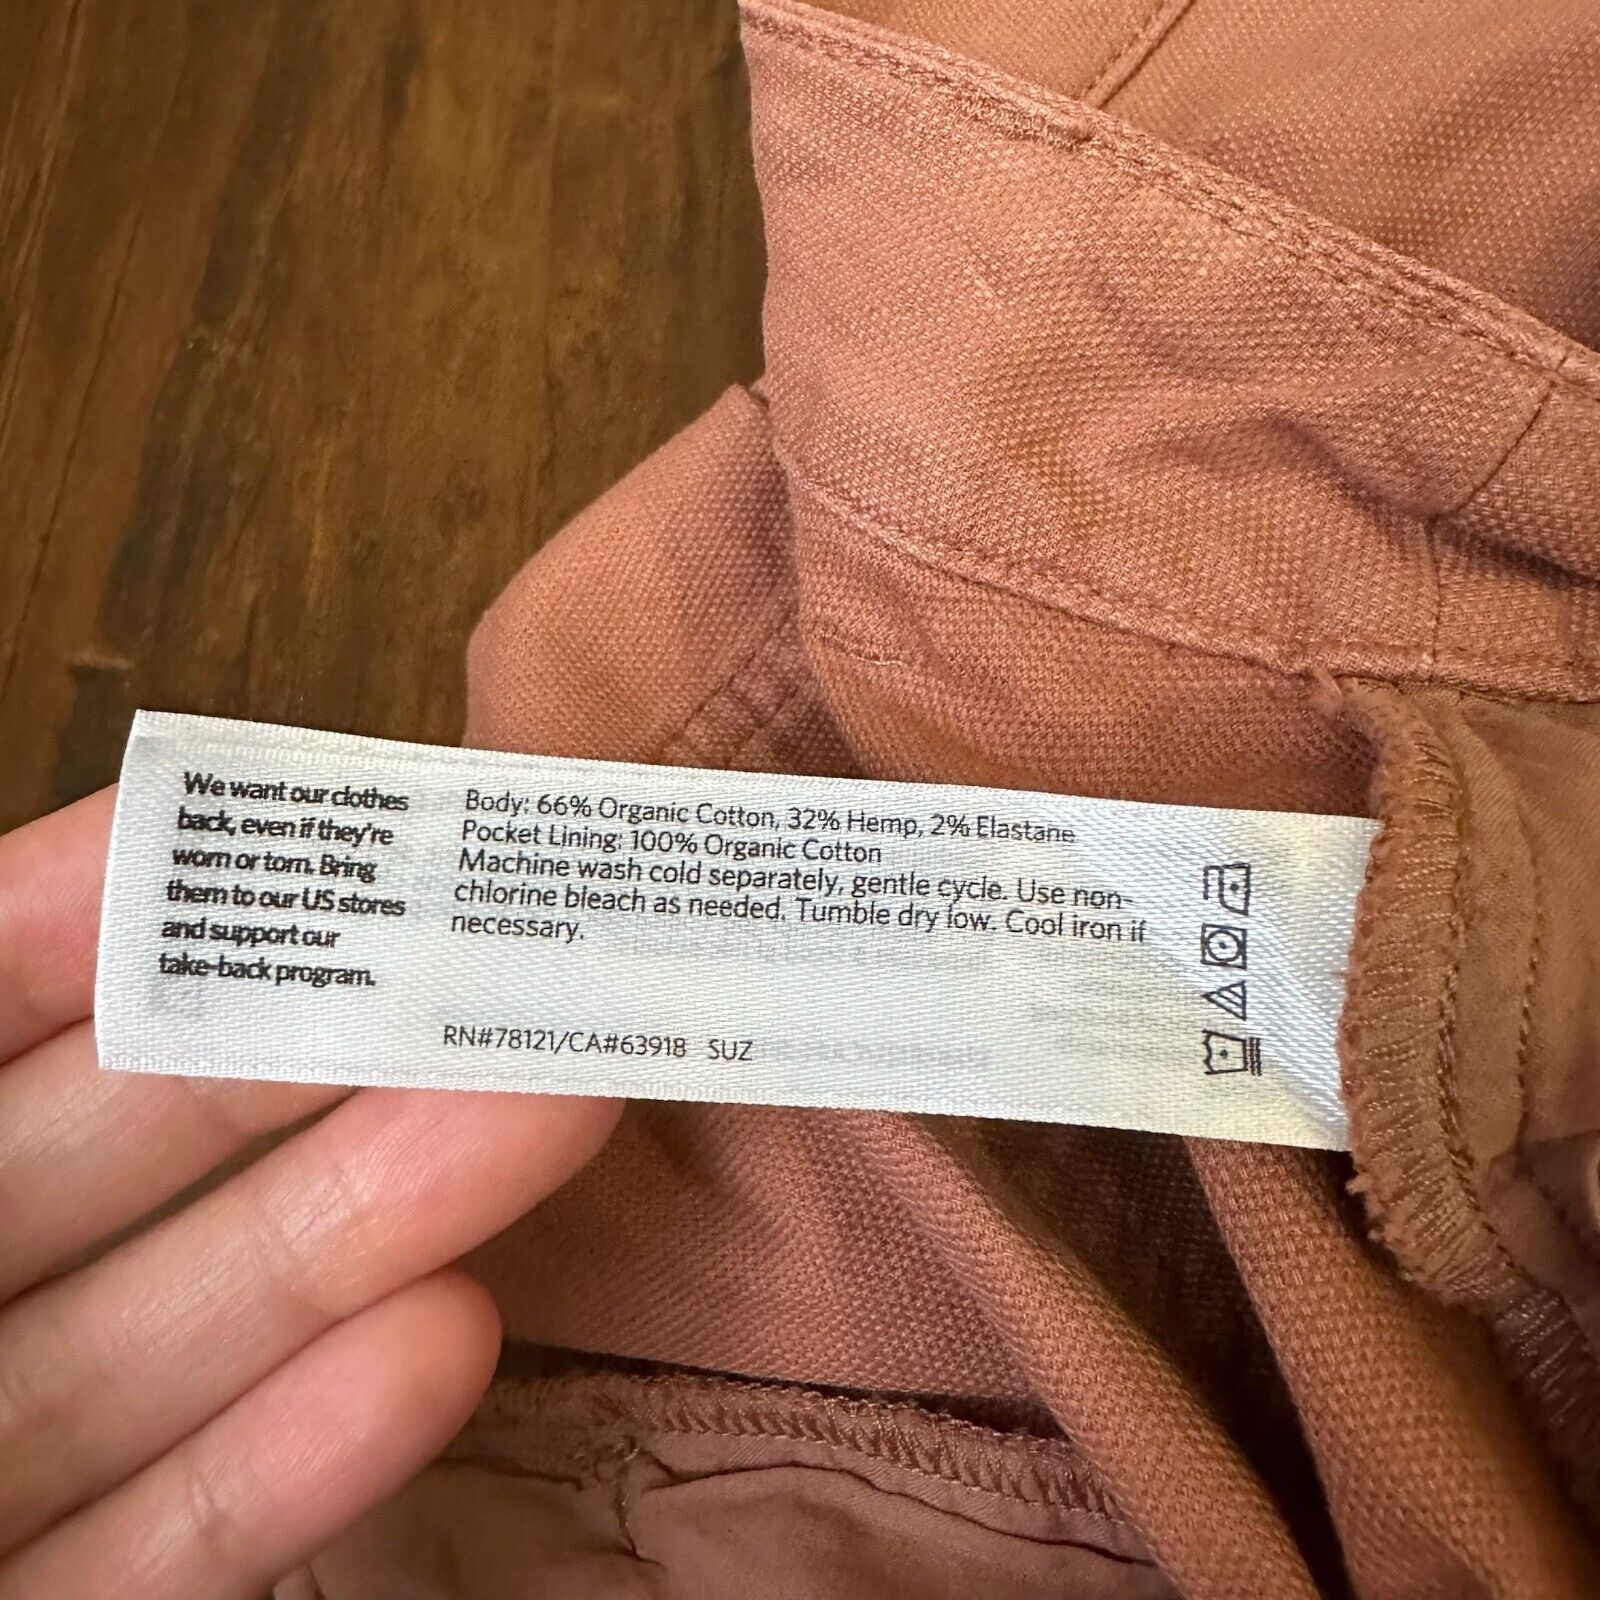 We want our clothes
back, even if they're
worn or torn. Bring
them to our US stores
and support our
take-back program.
Body: 66% Organic Cotton, 32% Hemp, 2% Elastane
Pocket Lining: 100% Organic Cotton
Machine wash cold separately, gentle cycle. Use non-
chlorine bleach as needed. Tumble dry low. Cool iron if
necessary.
RN#78121/CA#63918 SUZ